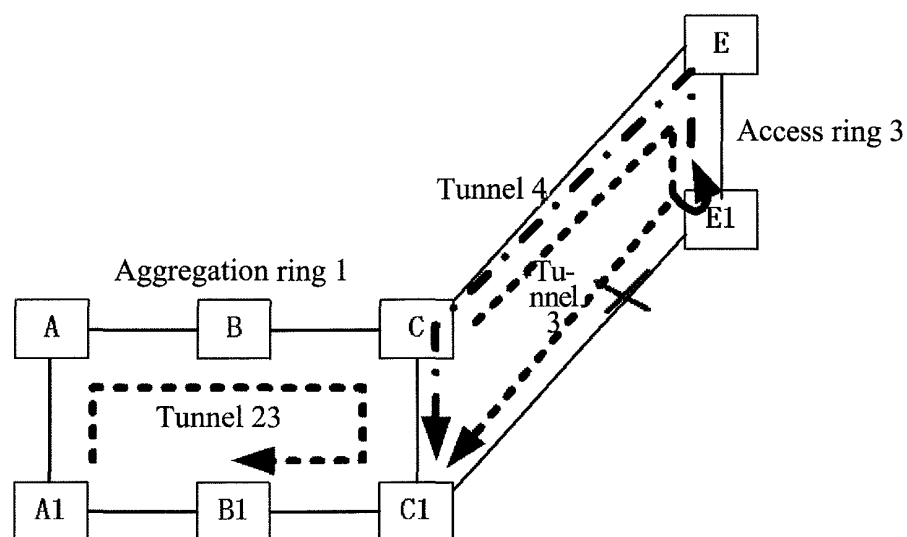 E
Access ring 3
Tunnel 4
E1
Aggregation ring 1
Tu-
nnel
3
A
B
C
Tunnel 23
A1
B1
C1